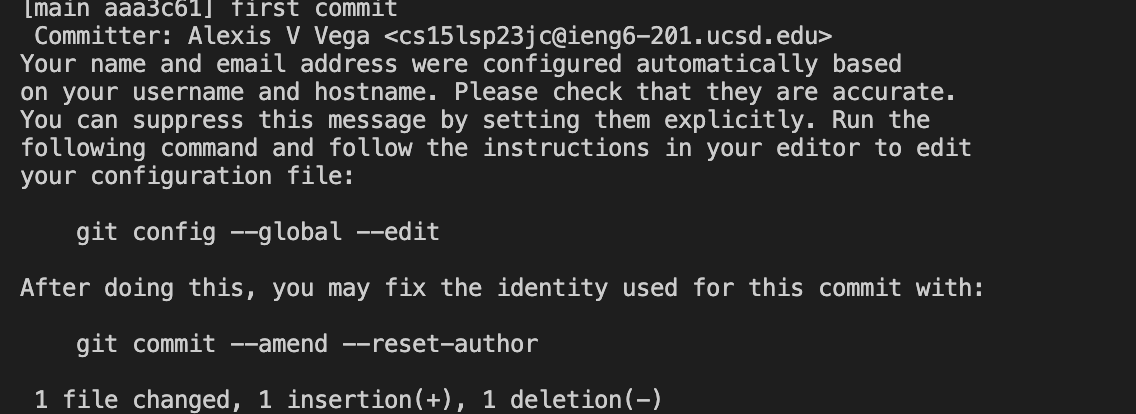 [main aaa3c61] first commit
Committer: Alexis V Vega <cs15lsp23jc@ieng6-201.ucsd.edu>
Your name and email address were configured automatically based
on your username and hostname. Please check that they are accurate.
You can suppress this message by setting them explicitly. Run the
following command and follow the instructions in your editor to edit
your configuration file:
git config --global --edit
After doing this, you may fix the identity used for this commit with:
git commit --amend --reset-author
1 file changed, 1 insertion(+), 1 deletion(-)